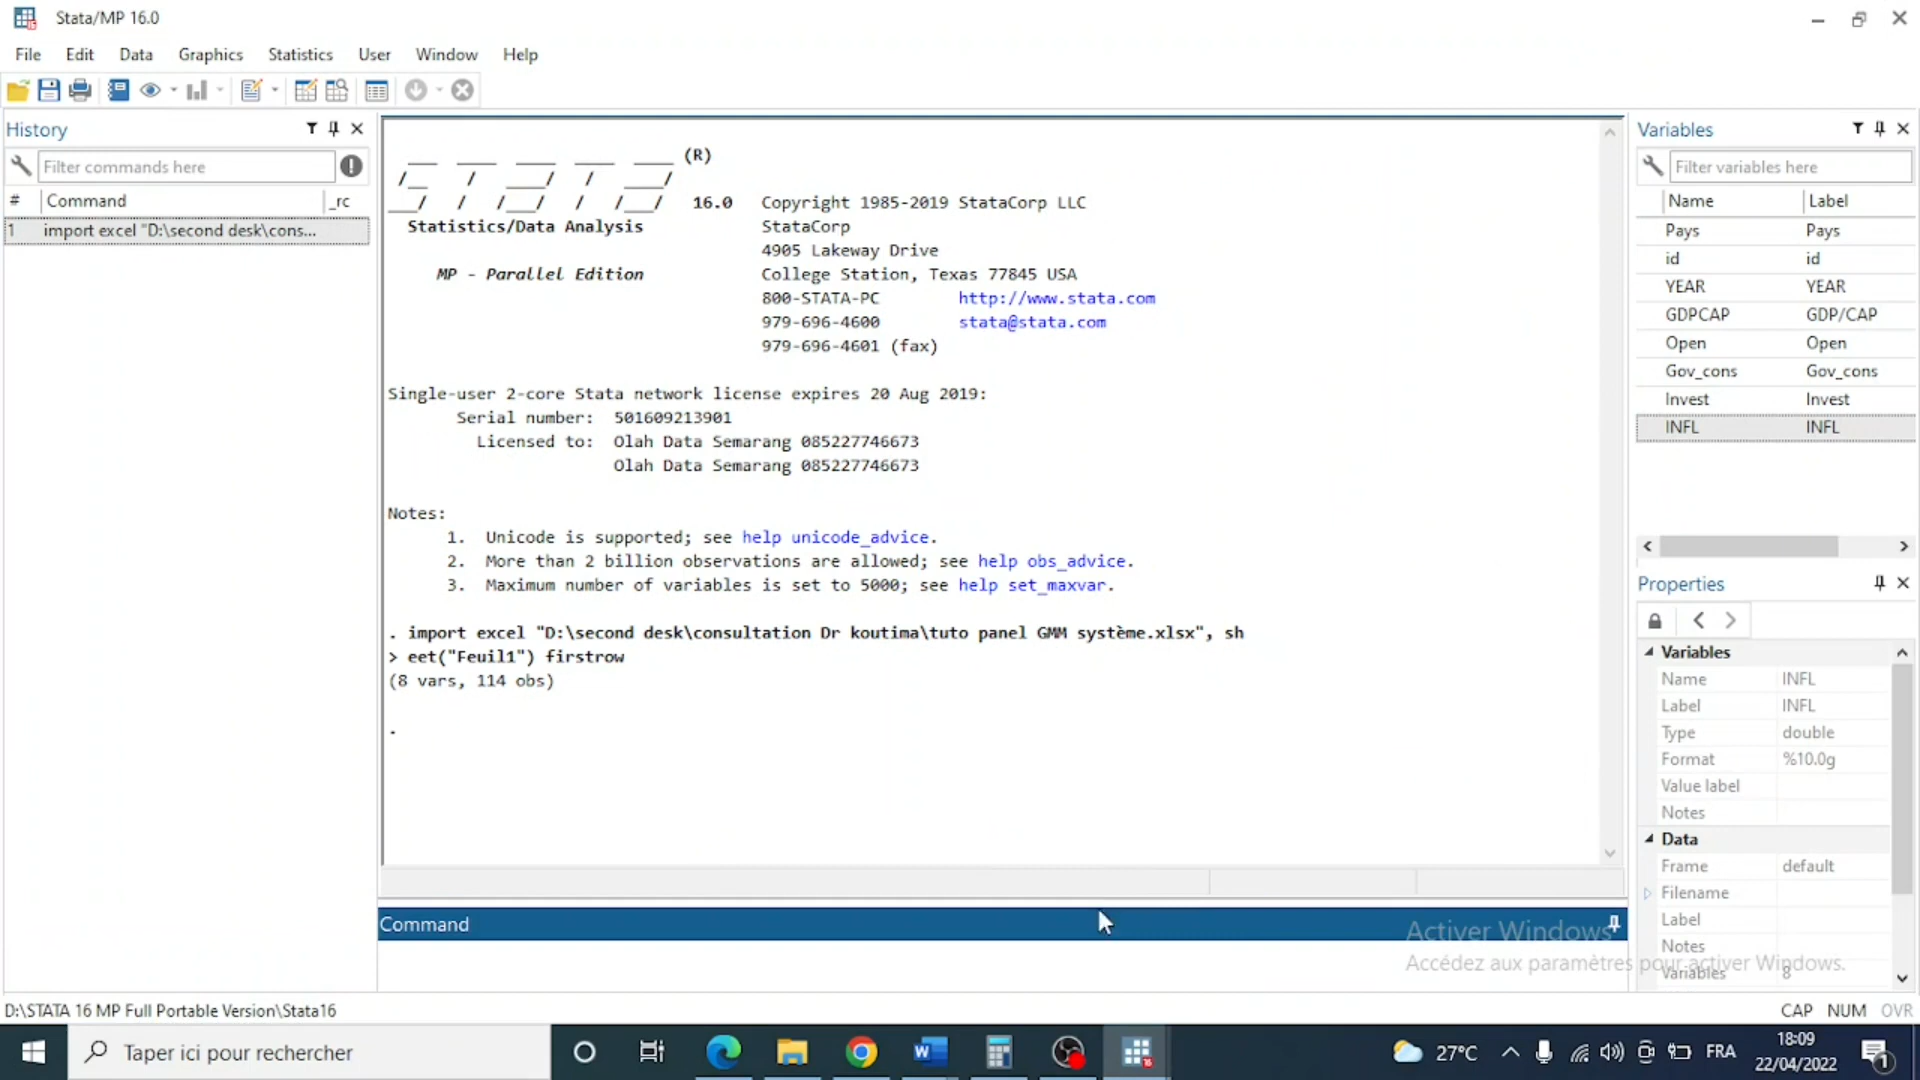 Stata/MP 16.0
File Edit Data Graphics Statistics User Window Help
History
Filter commands here
# Command _rc
1 import excel "D:\second desk\cons...
(R)
STATA
16.0 Copyright 1985-2019 StataCorp LLC
Statistics/Data Analysis StataCorp
4905 Lakeway Drive
MP - Parallel Edition College Station, Texas 77845 USA
800-STATA-PC http://www.stata.com
979-696-4600 stata@stata.com
979-696-4601 (fax)
Single-user 2-core Stata network license expires 20 Aug 2019:
Serial number: 501609213901
Licensed to: Olah Data Semarang 085227746673
Olah Data Semarang 085227746673
Notes:
1. Unicode is supported; see help unicode_advice.
2. More than 2 billion observations are allowed; see help obs_advice.
3. Maximum number of variables is set to 5000; see help set_maxvar.
. import excel "D:\second desk\consultation Dr koutima\tuto panel GMM système.xlsx", sh
> eet("Feuil1") firstrow
(8 vars, 114 obs)
.
Command
Variables
Filter variables here
Name Label
Pays Pays
id id
YEAR YEAR
GDPCAP GDP/CAP
Open Open
Gov_cons Gov_cons
Invest Invest
INFL INFL
Properties
Variables
Name INFL
Label INFL
Type double
Format %10.0g
Value label
Notes
Data
Frame default
Filename
Label
Notes
Variables 8
Activer Windows
Accédez aux paramètres pour activer Windows.
D:\STATA 16 MP Full Portable Version\Stata16
CAP NUM OVR
Taper ici pour rechercher
27°C
FRA
18:09
22/04/2022
1